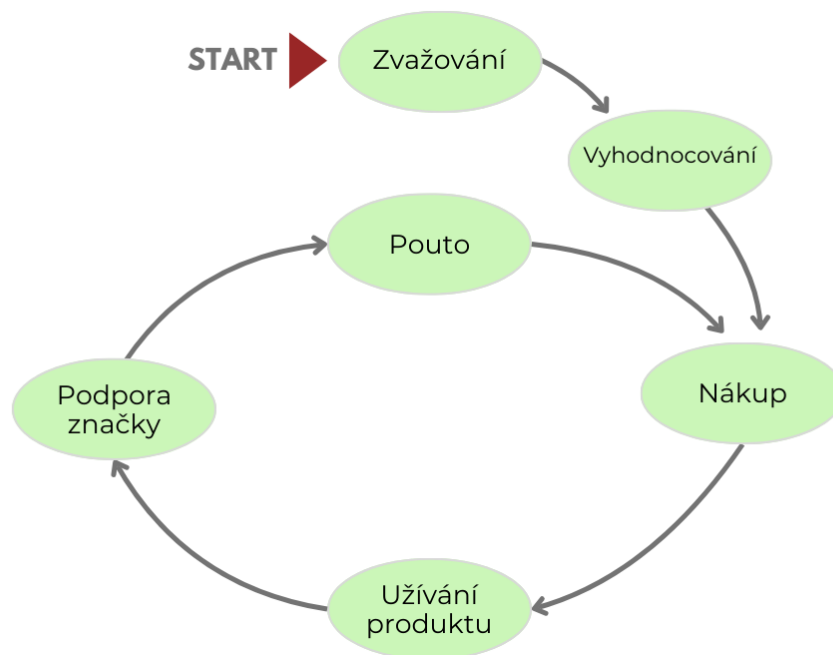 START
Zvažování
Vyhodnocování
Pouto
Nákup
Podpora
značky
Užívání
produktu